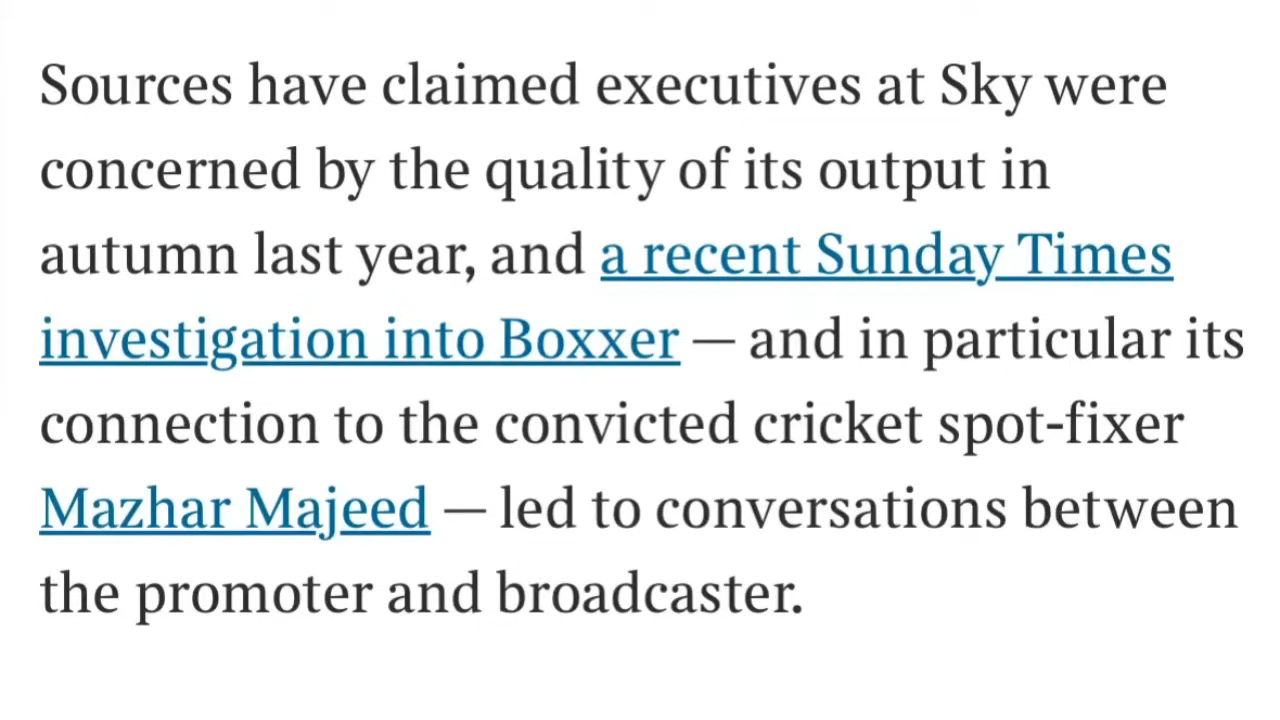 Sources have claimed executives at Sky were
concerned by the quality of its output in
autumn last year, and a recent Sunday Times
investigation into Boxxer — and in particular its
connection to the convicted cricket spot-fixer
Mazhar Majeed — led to conversations between
the promoter and broadcaster.